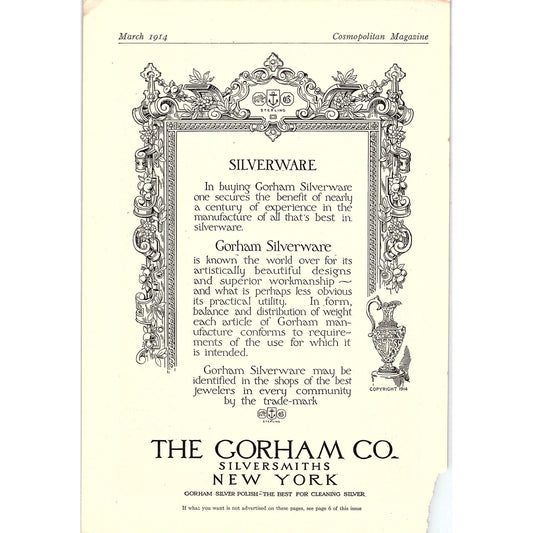 March 1914
Cosmopolitan Magazine
STERLING
SILVERWARE
In buying Gorham Silverware
one secures the benefit of nearly
a century of experience in the
manufacture of all that's best in
silverware.
Gorham Silverware
is known the world over for its
artistically beautiful designs
and superior workmanship ~
and what is perhaps less obvious
its practical utility. In form,
balance and distribution of weight
each article of Gorham man-
ufacture conforms to require-
ments of the use for which it
is intended.
COPYRIGHT 1914
Gorham Silverware may be
identified in the shops of the best
jewelers in every community
by the trade-mark
STERLING
THE GORHAM CO.
SILVERSMITHS
NEW YORK
GORHAM SILVER POLISH-THE BEST FOR CLEANING SILVER
If what you want is not advertised on these pages, see page 6 of this issue